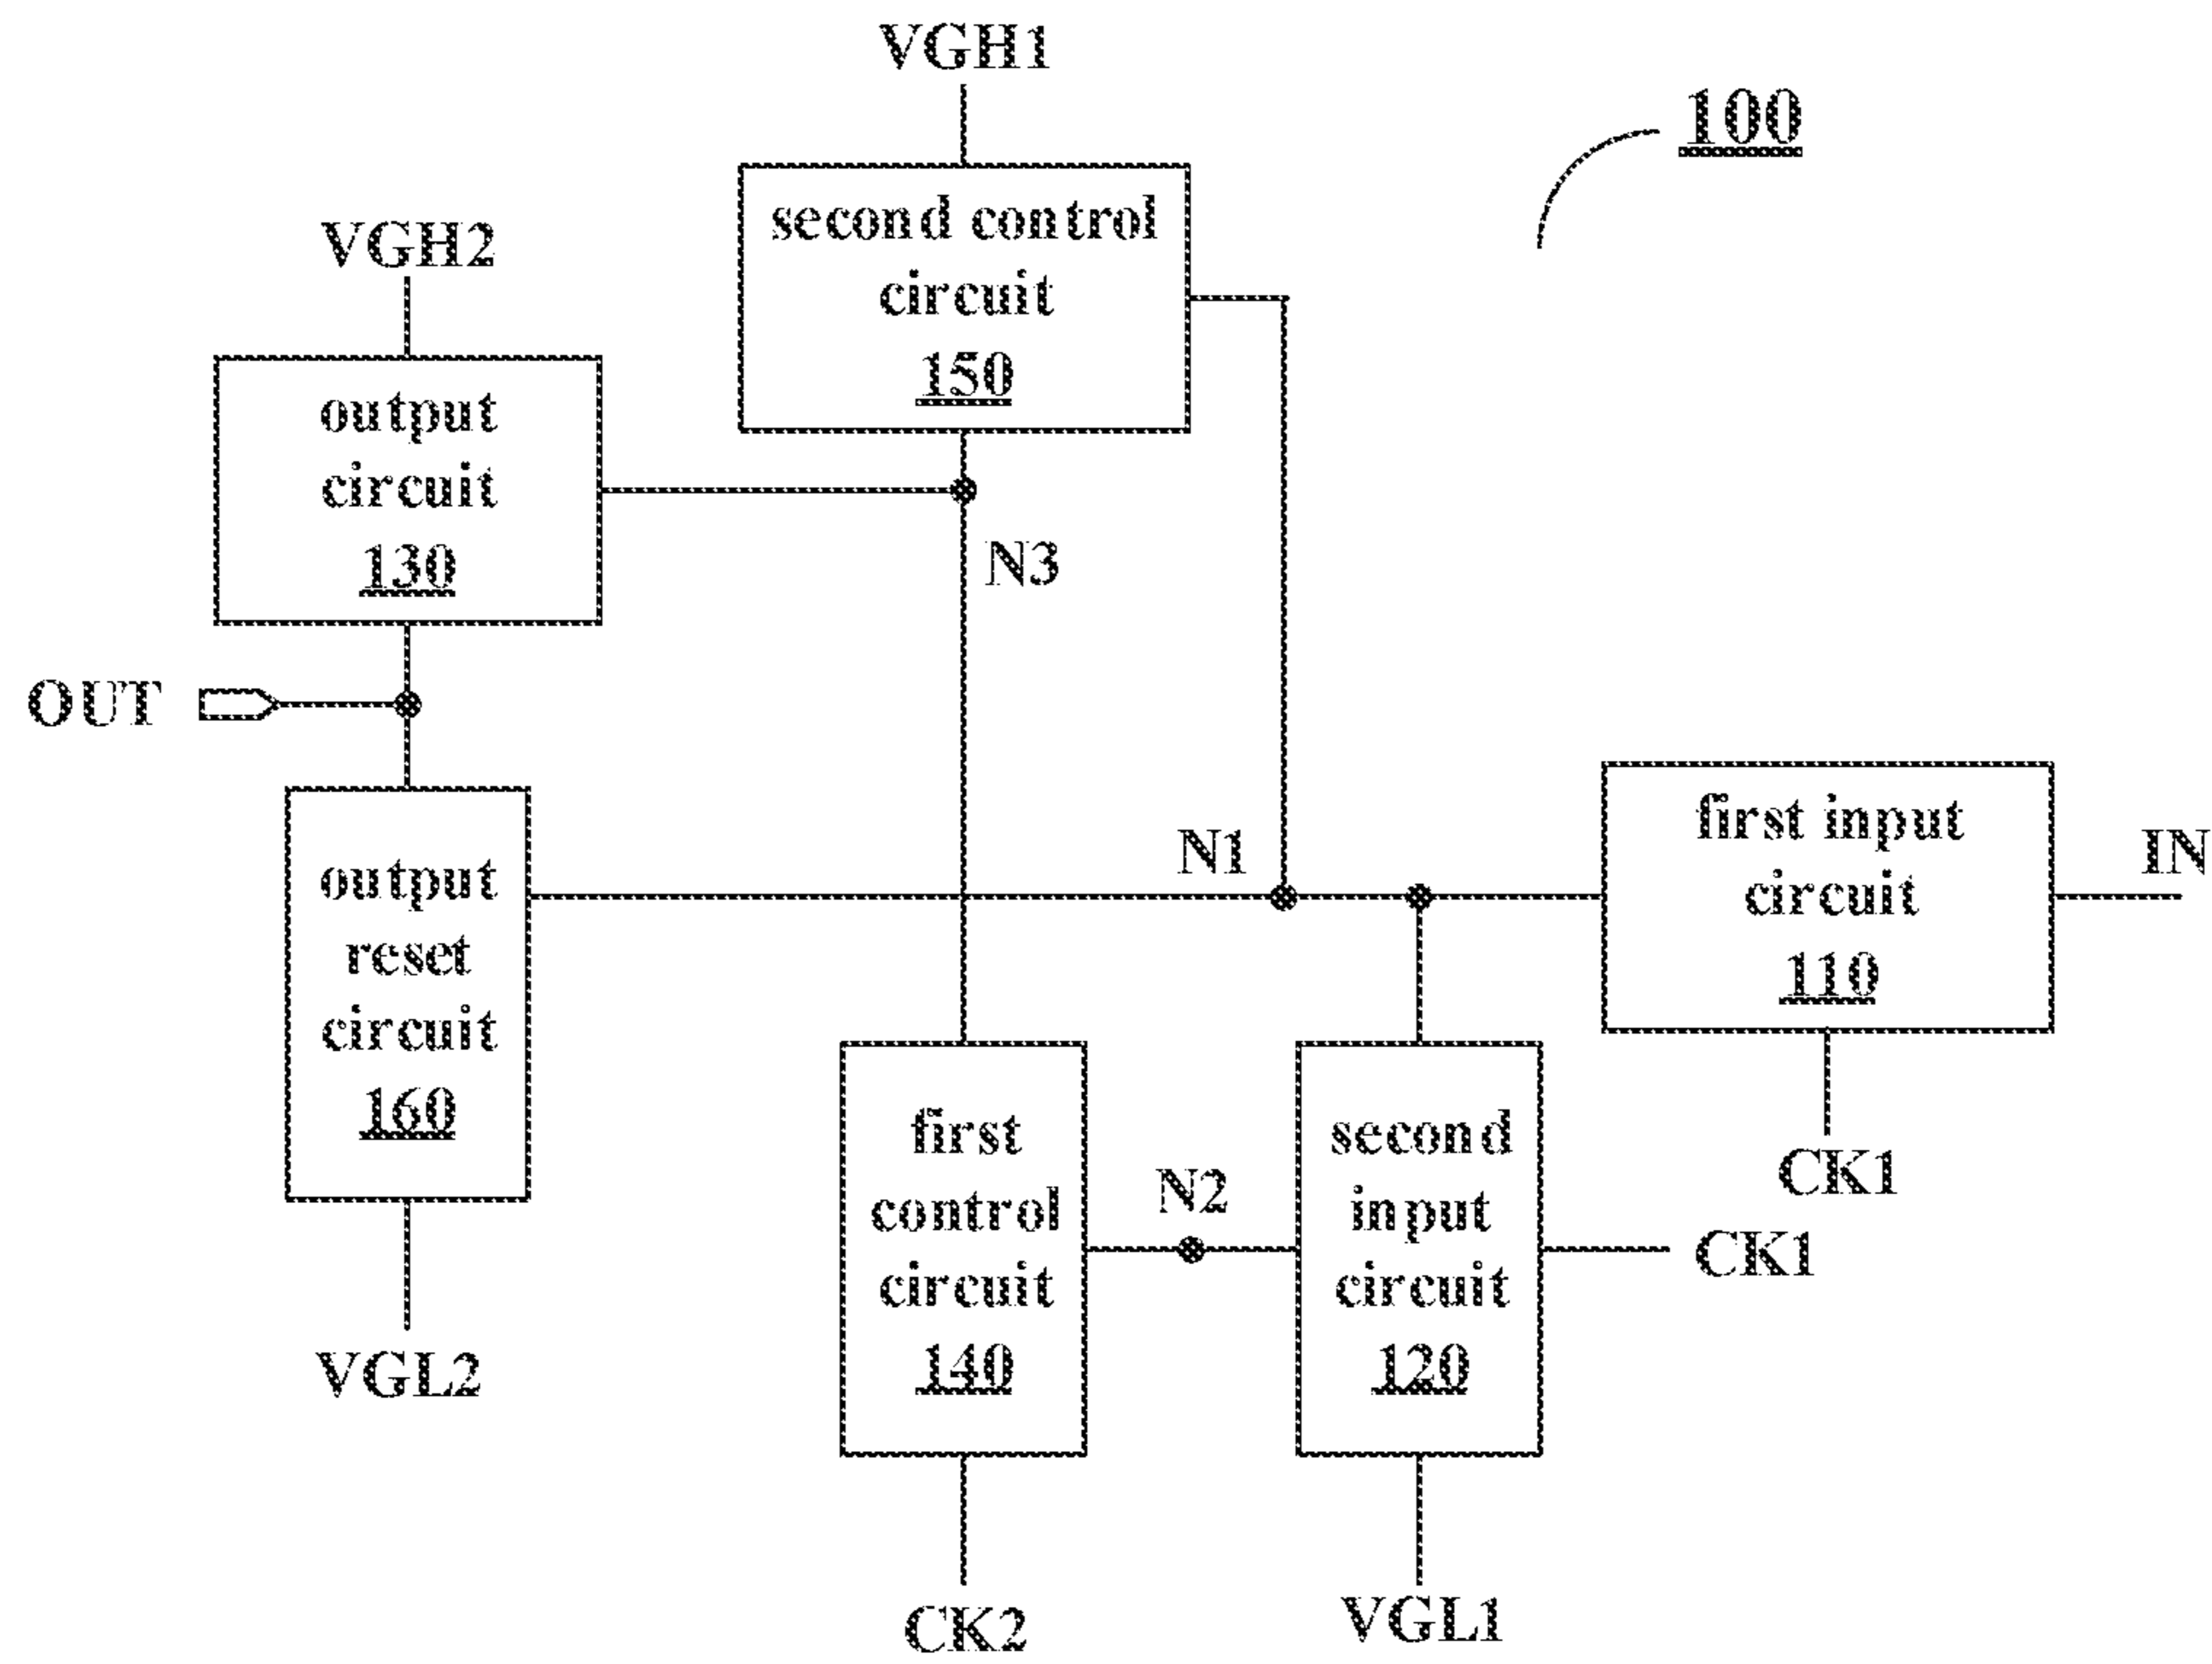 VGH1
100
second control
circuit
150
VGH2
output
circuit
130
N3
OUT
first input
circuit
110
IN
N1
output
reset
circuit
160
first
control
circuit
140
N2
second
input
circuit
120
CK1
CK1
VGL2
CK2
VGL1